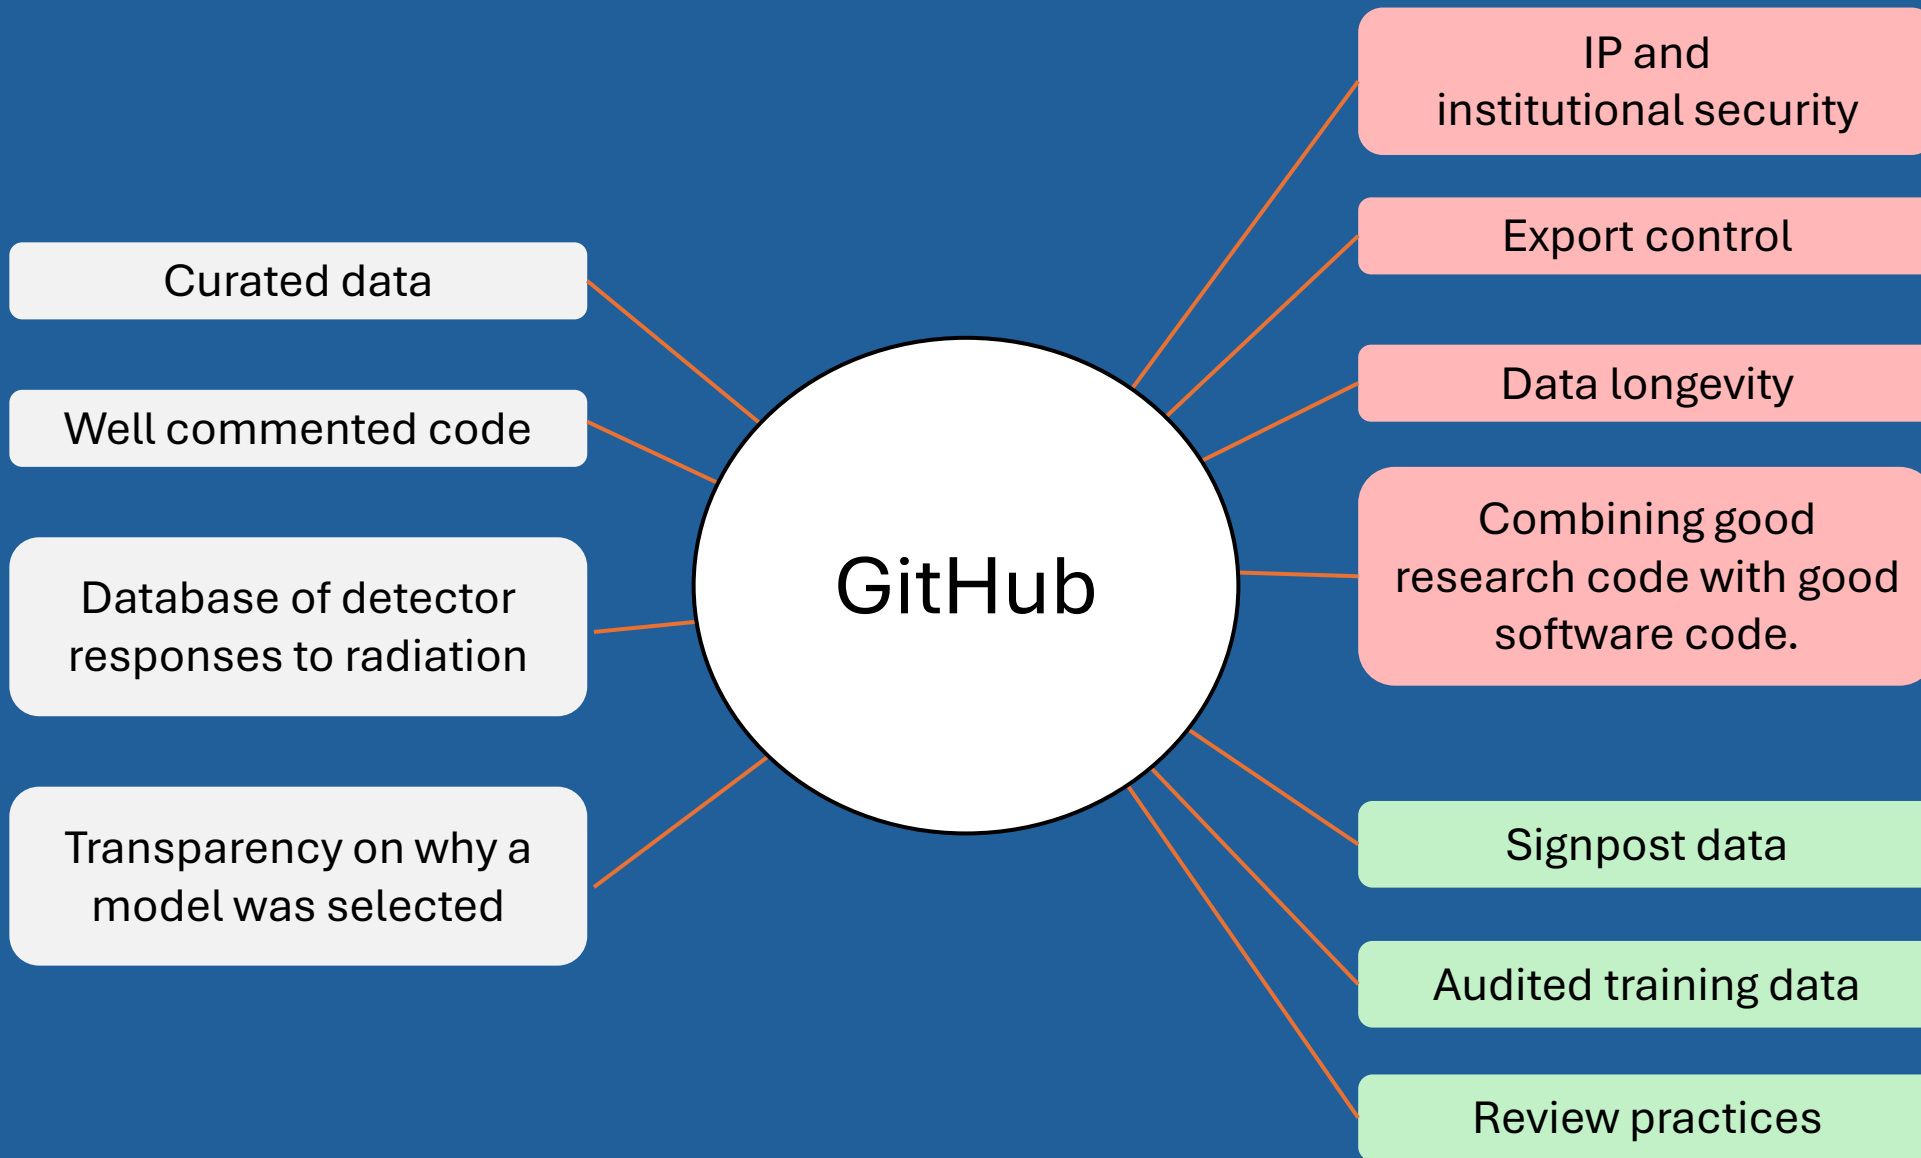 Curated data
Well commented code
Database of detector
responses to radiation
Transparency on why a
model was selected
GitHub
IP and
institutional security
Export control
Data longevity
Combining good
research code with good
software code.
Signpost data
Audited training data
Review practices